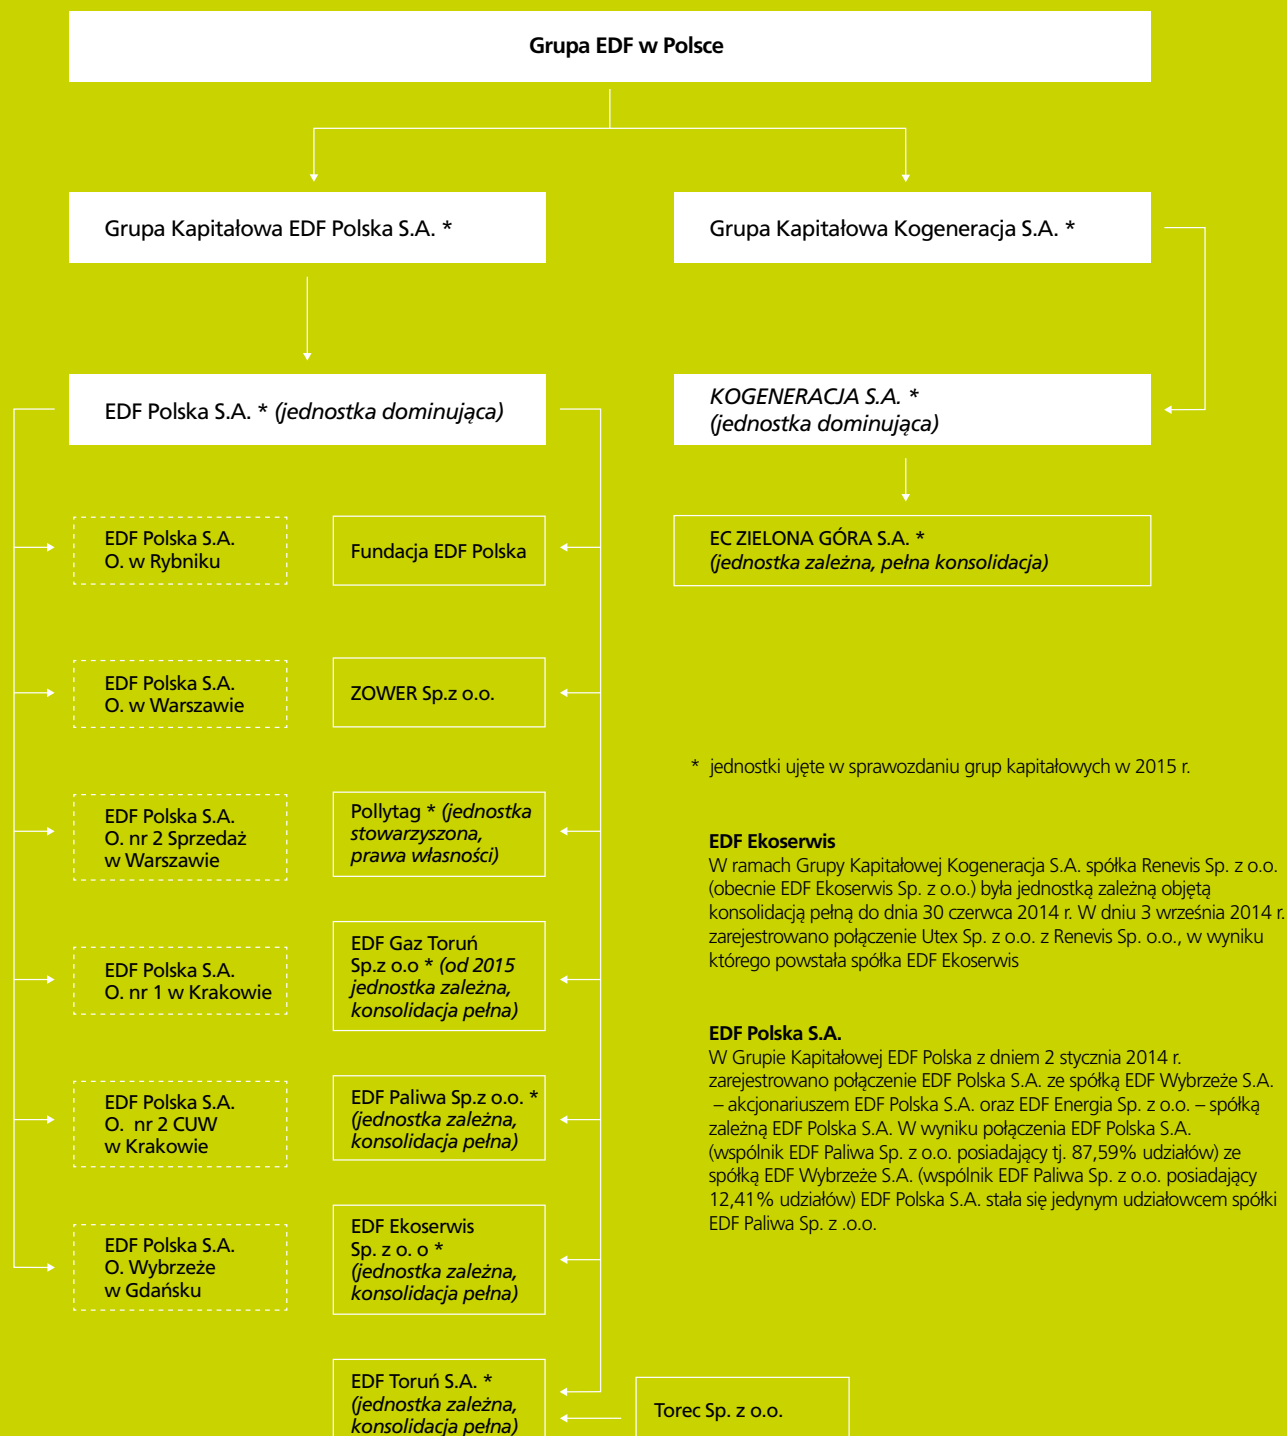 Grupa EDF w Polsce
Grupa Kapitałowa EDF Polska S.A. *
Grupa Kapitałowa Kogeneracja S.A. *
EDF Polska S.A. * (jednostka dominująca)
KOGENERACJA S.A. *
(jednostka dominująca)
EDF Polska S.A.
O. w Rybniku
Fundacja EDF Polska
EC ZIELONA GÓRA S.A. *
(jednostka zależna, pełna konsolidacja)
EDF Polska S.A.
O. w Warszawie
ZOWER Sp.z o.o.
EDF Polska S.A.
O. nr 2 Sprzedaż
w Warszawie
Pollytag * (jednostka
stowarzyszona,
prawa własności)
EDF Polska S.A.
O. nr 1 w Krakowie
EDF Gaz Toruń
Sp.z o.o * (od 2015
jednostka zależna,
konsolidacja pełna)
EDF Polska S.A.
O. nr 2 CUW
w Krakowie
EDF Paliwa Sp.z o.o. *
(jednostka zależna,
konsolidacja pełna)
EDF Polska S.A.
O. Wybrzeże
w Gdańsku
EDF Ekoserwis
Sp. z o. o *
(jednostka zależna,
konsolidacja pełna)
EDF Toruń S.A. *
(jednostka zależna,
konsolidacja pełna)
Torec Sp. z o.o.
* jednostki ujęte w sprawozdaniu grup kapitałowych w 2015 r.
EDF Ekoserwis
W ramach Grupy Kapitałowej Kogeneracja S.A. spółka Renevis Sp. z o.o.
(obecnie EDF Ekoserwis Sp. z o.o.) była jednostką zależną objętą
konsolidacją pełną do dnia 30 czerwca 2014 r. W dniu 3 września 2014 r.
zarejestrowano połączenie Utex Sp. z o.o. z Renevis Sp. o.o., w wyniku
którego powstała spółka EDF Ekoserwis
EDF Polska S.A.
W Grupie Kapitałowej EDF Polska z dniem 2 stycznia 2014 r.
zarejestrowano połączenie EDF Polska S.A. ze spółką EDF Wybrzeże S.A.
– akcjonariuszem EDF Polska S.A. oraz EDF Energia Sp. z o.o. – spółką
zależną EDF Polska S.A. W wyniku połączenia EDF Polska S.A.
(wspólnik EDF Paliwa Sp. z o.o. posiadający tj. 87,59% udziałów) ze
spółką EDF Wybrzeże S.A. (wspólnik EDF Paliwa Sp. z o.o. posiadający
12,41% udziałów) EDF Polska S.A. stała się jedynym udziałowcem spółki
EDF Paliwa Sp. z .o.o.